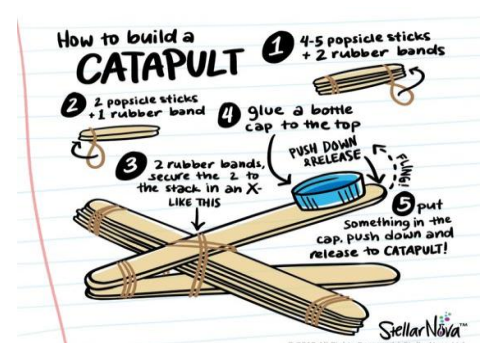 How to build a
CATAPULT
1 4-5 popsicle sticks
+ 2 rubber bands
2 2 popsicle sticks
+ 1 rubber band
3 2 rubber bands,
secure the 2 to
the stack in an X-
LIKE THIS
4 glue a bottle
cap to the top
PUSH DOWN
& RELEASE
FLING!
5 put
something in the
cap, push down and
release to CATAPULT!
StellarNova™